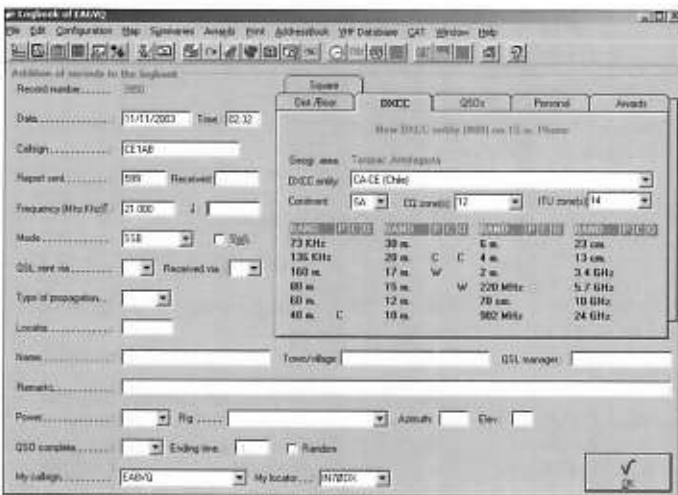 Logbook of EA6VQ
File Edit Configuration Map Summaries Awards Print AddressBook VHF Database CAT Window Help
Addition of records to the logbook
Record number
Date 11/11/2003 Time 02:32
Callsign CE1AB
Report sent 599 Received
Frequency (Mhz.Khz) 21.000
Mode SSB
QSL sent via Received via
Type of propagation
Locator
Name Town/village QSL manager
Remarks
Power Rig Azimuth Elev.
QSO complete Ending time Random
My callsign EA6VQ My locator
OK
Square
Dist./Bear. DXCC QSOs Personal Awards
New DXCC entity on 15 m. Phone
Geogr. area Tarapac Antofagasta
DXCC entity CA-CE (Chile)
Continent SA CQ zone(s) 12 ITU zone(s) 14
BAND P C D BAND P C D BAND P C D BAND P C D
73 KHz 30 m. 6 m. 23 cm.
136 KHz 20 m. C C 4 m. 13 cm.
160 m. 17 m. W 2 m. 3.4 GHz
80 m. 15 m. W 220 MHz 5.7 GHz
60 m. 12 m. 70 cm. 10 GHz
40 m. C 10 m. 902 MHz 24 GHz